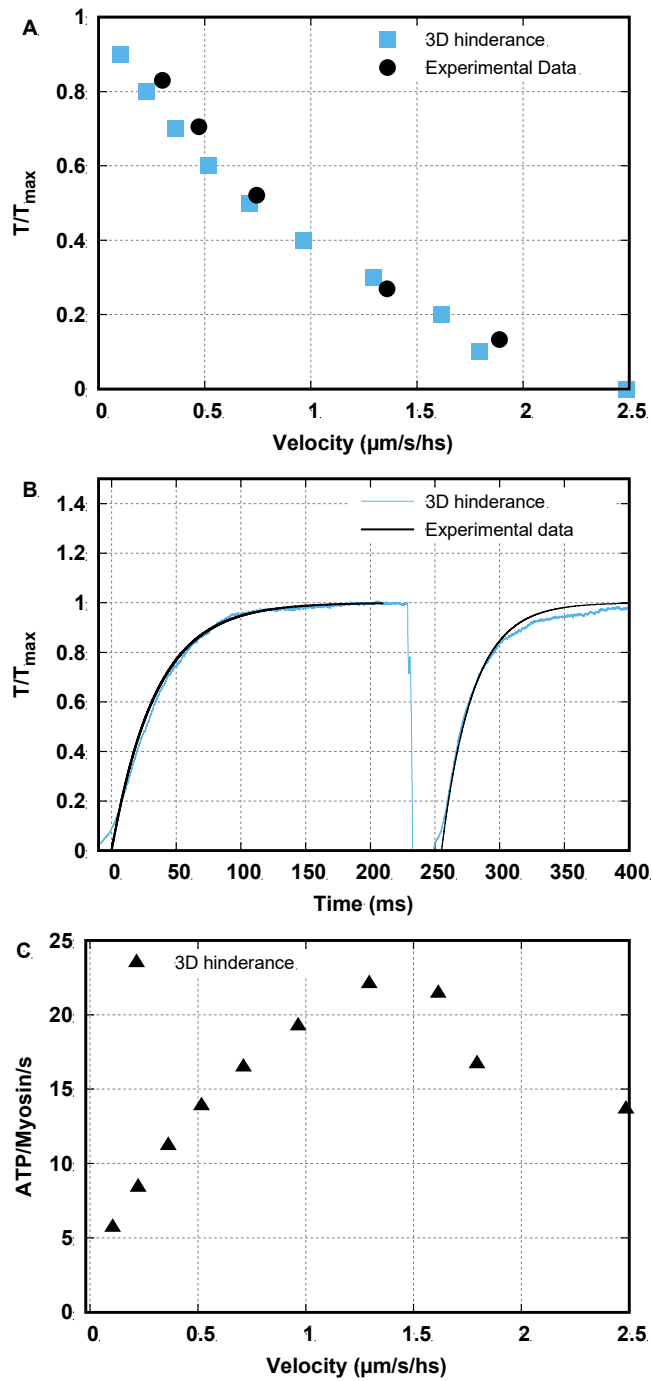 A
1
0.8
0.6
0.4
0.2
0
T/Tmax
3D hinderance
Experimental Data
0 0.5 1 1.5 2 2.5
Velocity (µm/s/hs)
B
1.4
1.2
1
0.8
0.6
0.4
0.2
0
T/Tmax
3D hinderance
Experimental data
0 50 100 150 200 250 300 350 400
Time (ms)
C
25
20
15
10
5
0
ATP/Myosin/s
3D hinderance
0 0.5 1 1.5 2 2.5
Velocity (µm/s/hs)